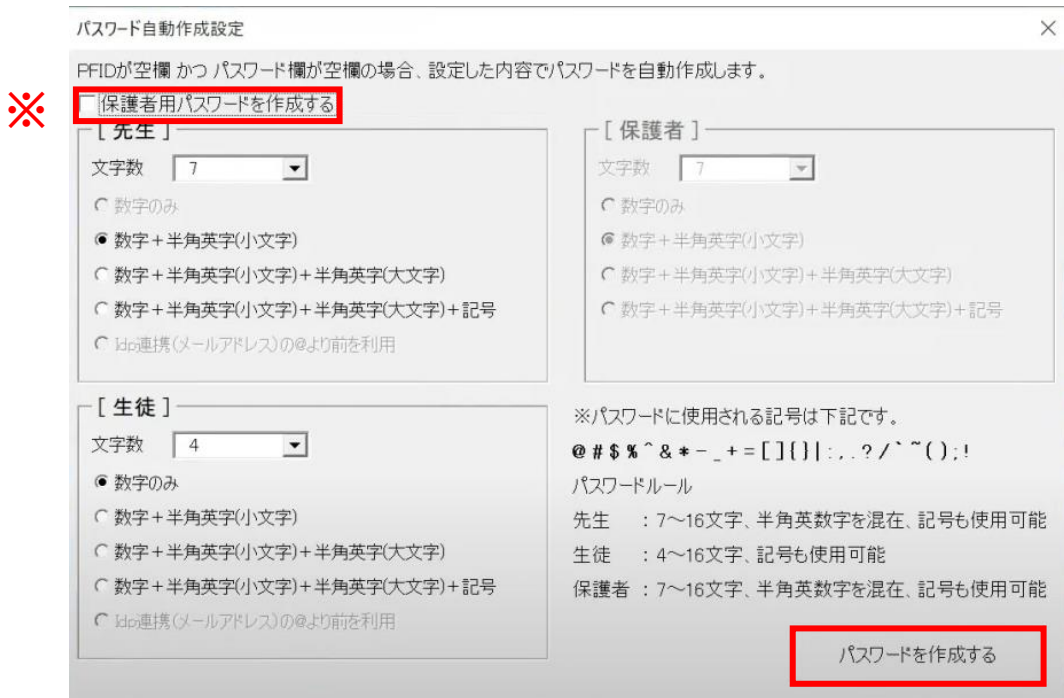 パスワード自動作成設定
PFIDが空欄 かつ パスワード欄が空欄の場合、設定した内容でパスワードを自動作成します。
※
保護者用パスワードを作成する
[ 先生 ]
文字数 7
数字のみ
数字+半角英字(小文字)
数字+半角英字(小文字)+半角英字(大文字)
数字+半角英字(小文字)+半角英字(大文字)+記号
Idp連携(メールアドレス)の@より前を利用
[ 保護者 ]
文字数 7
数字のみ
数字+半角英字(小文字)
数字+半角英字(小文字)+半角英字(大文字)
数字+半角英字(小文字)+半角英字(大文字)+記号
[ 生徒 ]
文字数 4
数字のみ
数字+半角英字(小文字)
数字+半角英字(小文字)+半角英字(大文字)
数字+半角英字(小文字)+半角英字(大文字)+記号
Idp連携(メールアドレス)の@より前を利用
※パスワードに使用される記号は下記です。
@#$%^&*-_+=[]{}|:,.?/`~();!
パスワードルール
先生 :7~16文字、半角英数字を混在、記号も使用可能
生徒 :4~16文字、記号も使用可能
保護者 :7~16文字、半角英数字を混在、記号も使用可能
パスワードを作成する